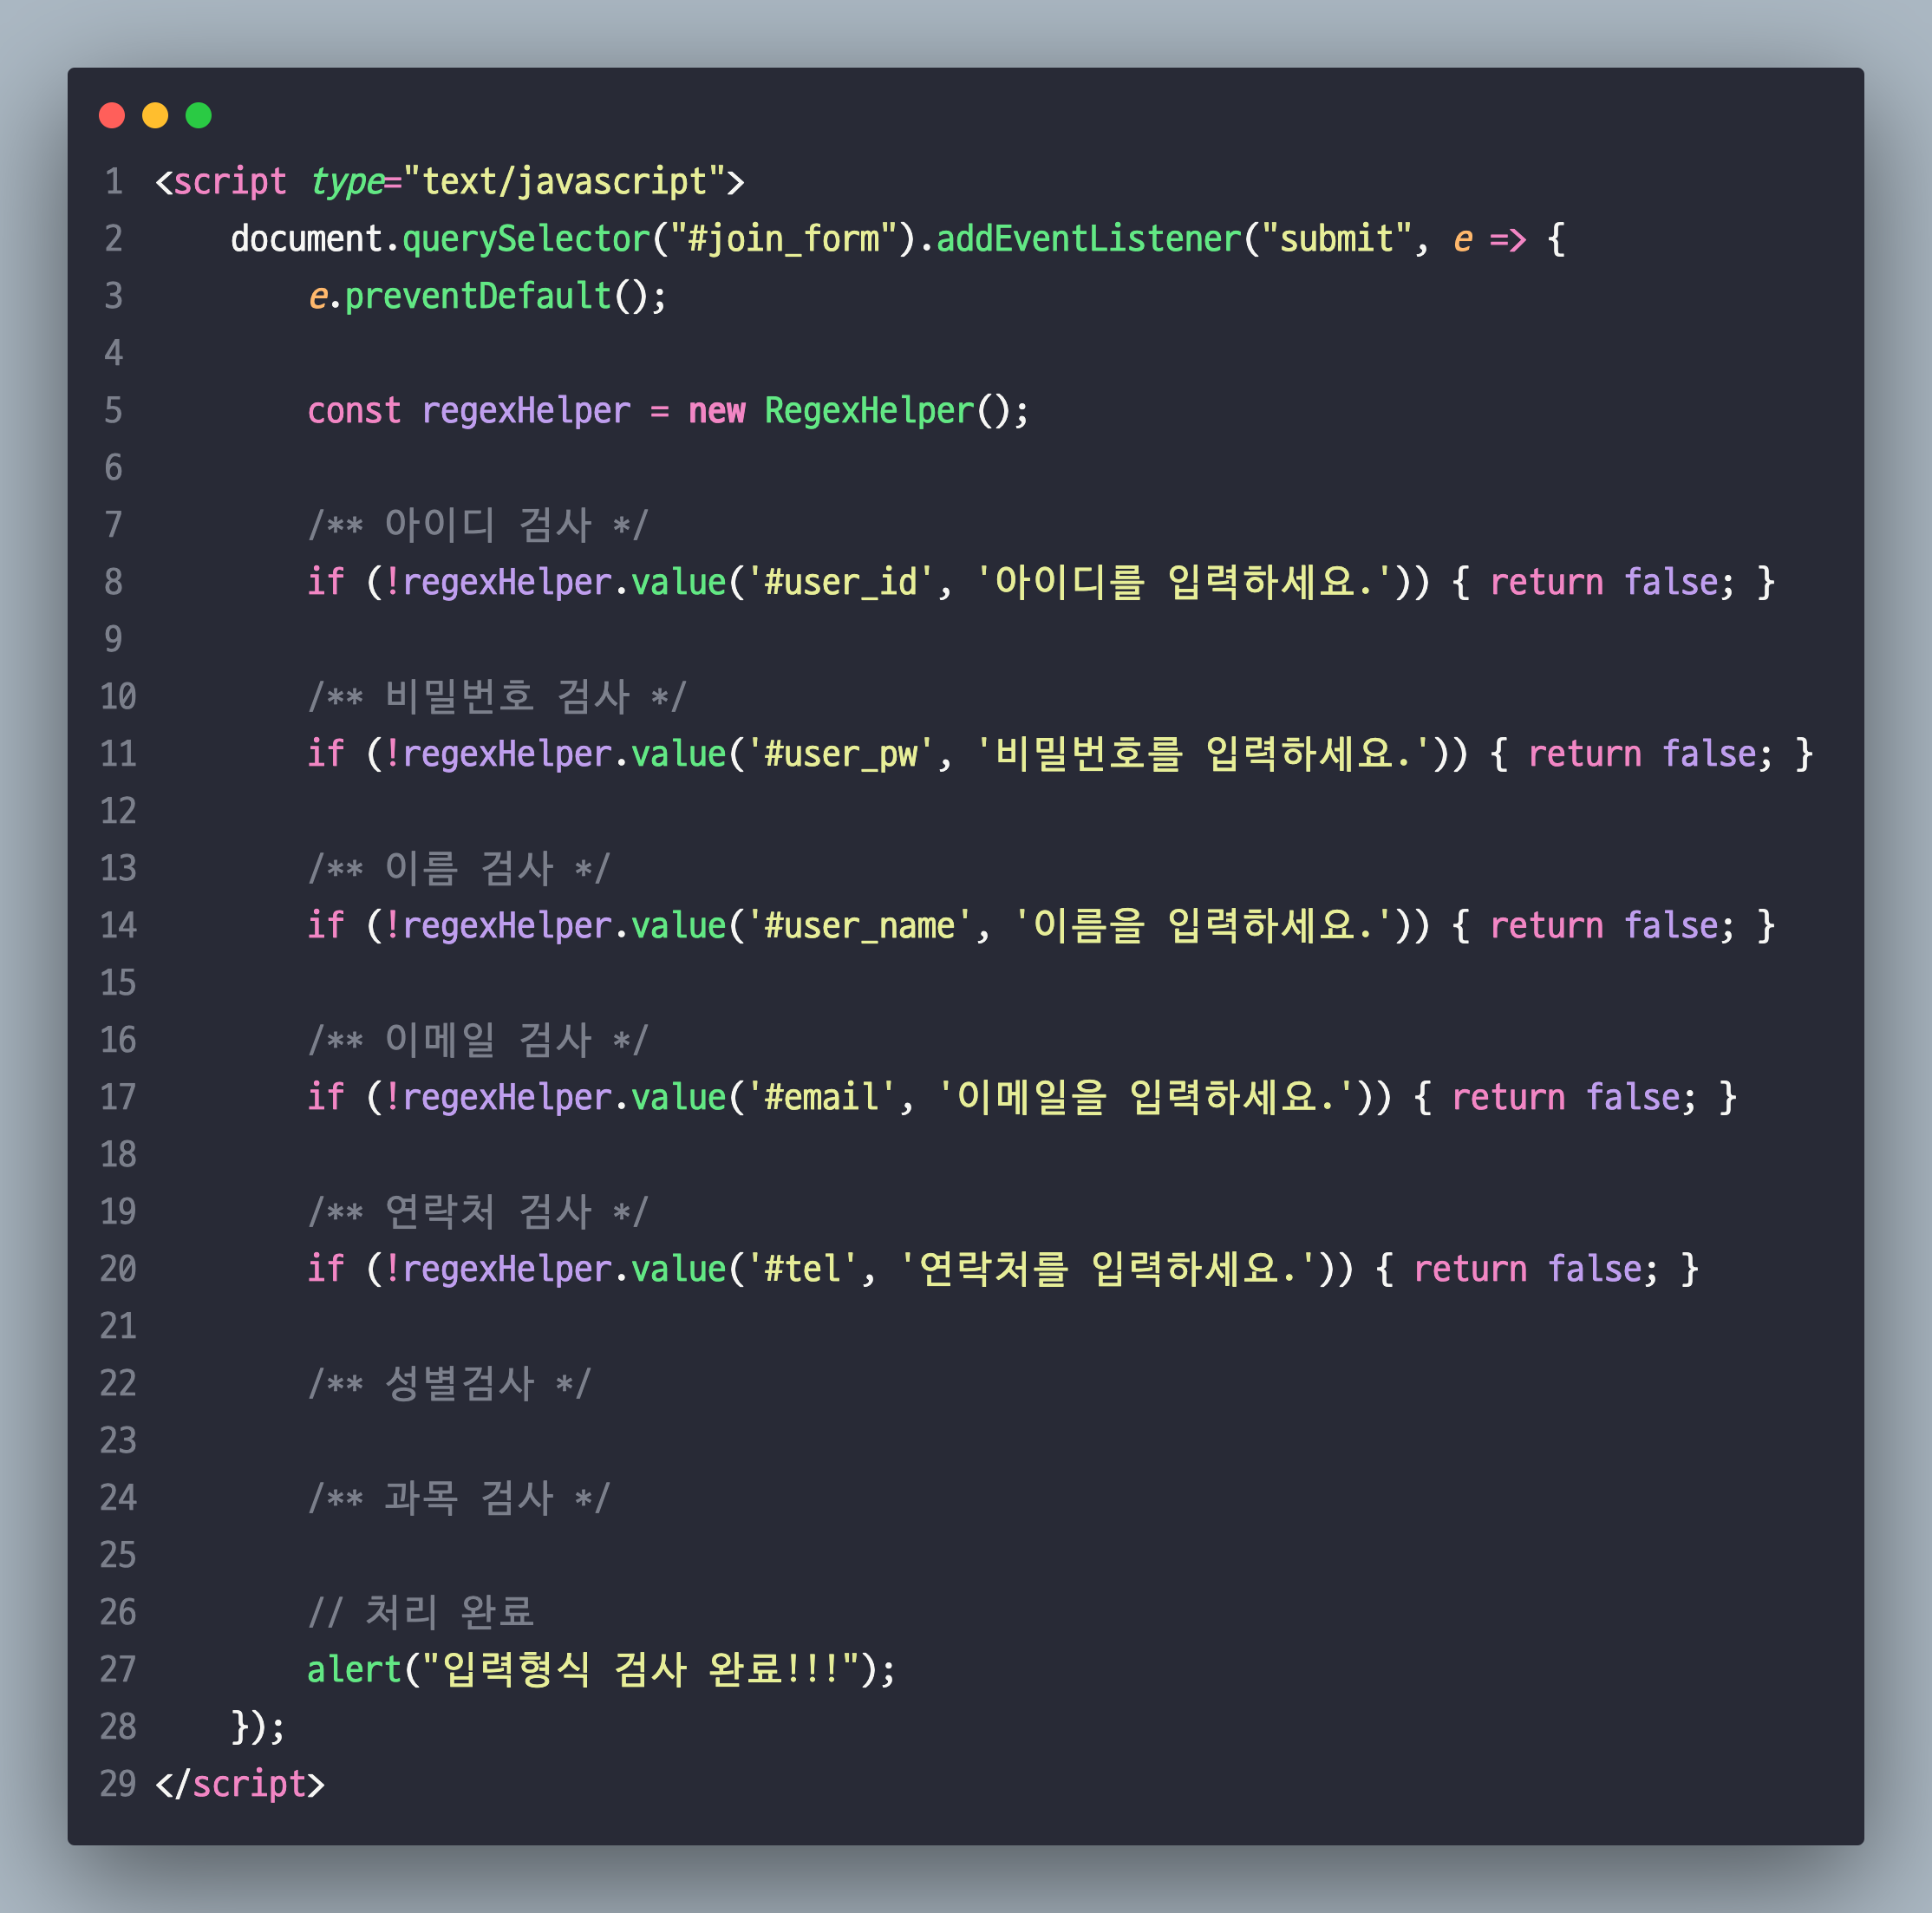 1 <script type="text/javascript">
2     document.querySelector("#join_form").addEventListener("submit", e => {
3         e.preventDefault();
4
5         const regexHelper = new RegexHelper();
6
7         /** 아이디 검사 */
8         if (!regexHelper.value('#user_id', '아이디를 입력하세요.')) { return false; }
9
10         /** 비밀번호 검사 */
11         if (!regexHelper.value('#user_pw', '비밀번호를 입력하세요.')) { return false; }
12
13         /** 이름 검사 */
14         if (!regexHelper.value('#user_name', '이름을 입력하세요.')) { return false; }
15
16         /** 이메일 검사 */
17         if (!regexHelper.value('#email', '이메일을 입력하세요.')) { return false; }
18
19         /** 연락처 검사 */
20         if (!regexHelper.value('#tel', '연락처를 입력하세요.')) { return false; }
21
22         /** 성별검사 */
23
24         /** 과목 검사 */
25
26         // 처리 완료
27         alert("입력형식 검사 완료!!!");
28     });
29 </script>